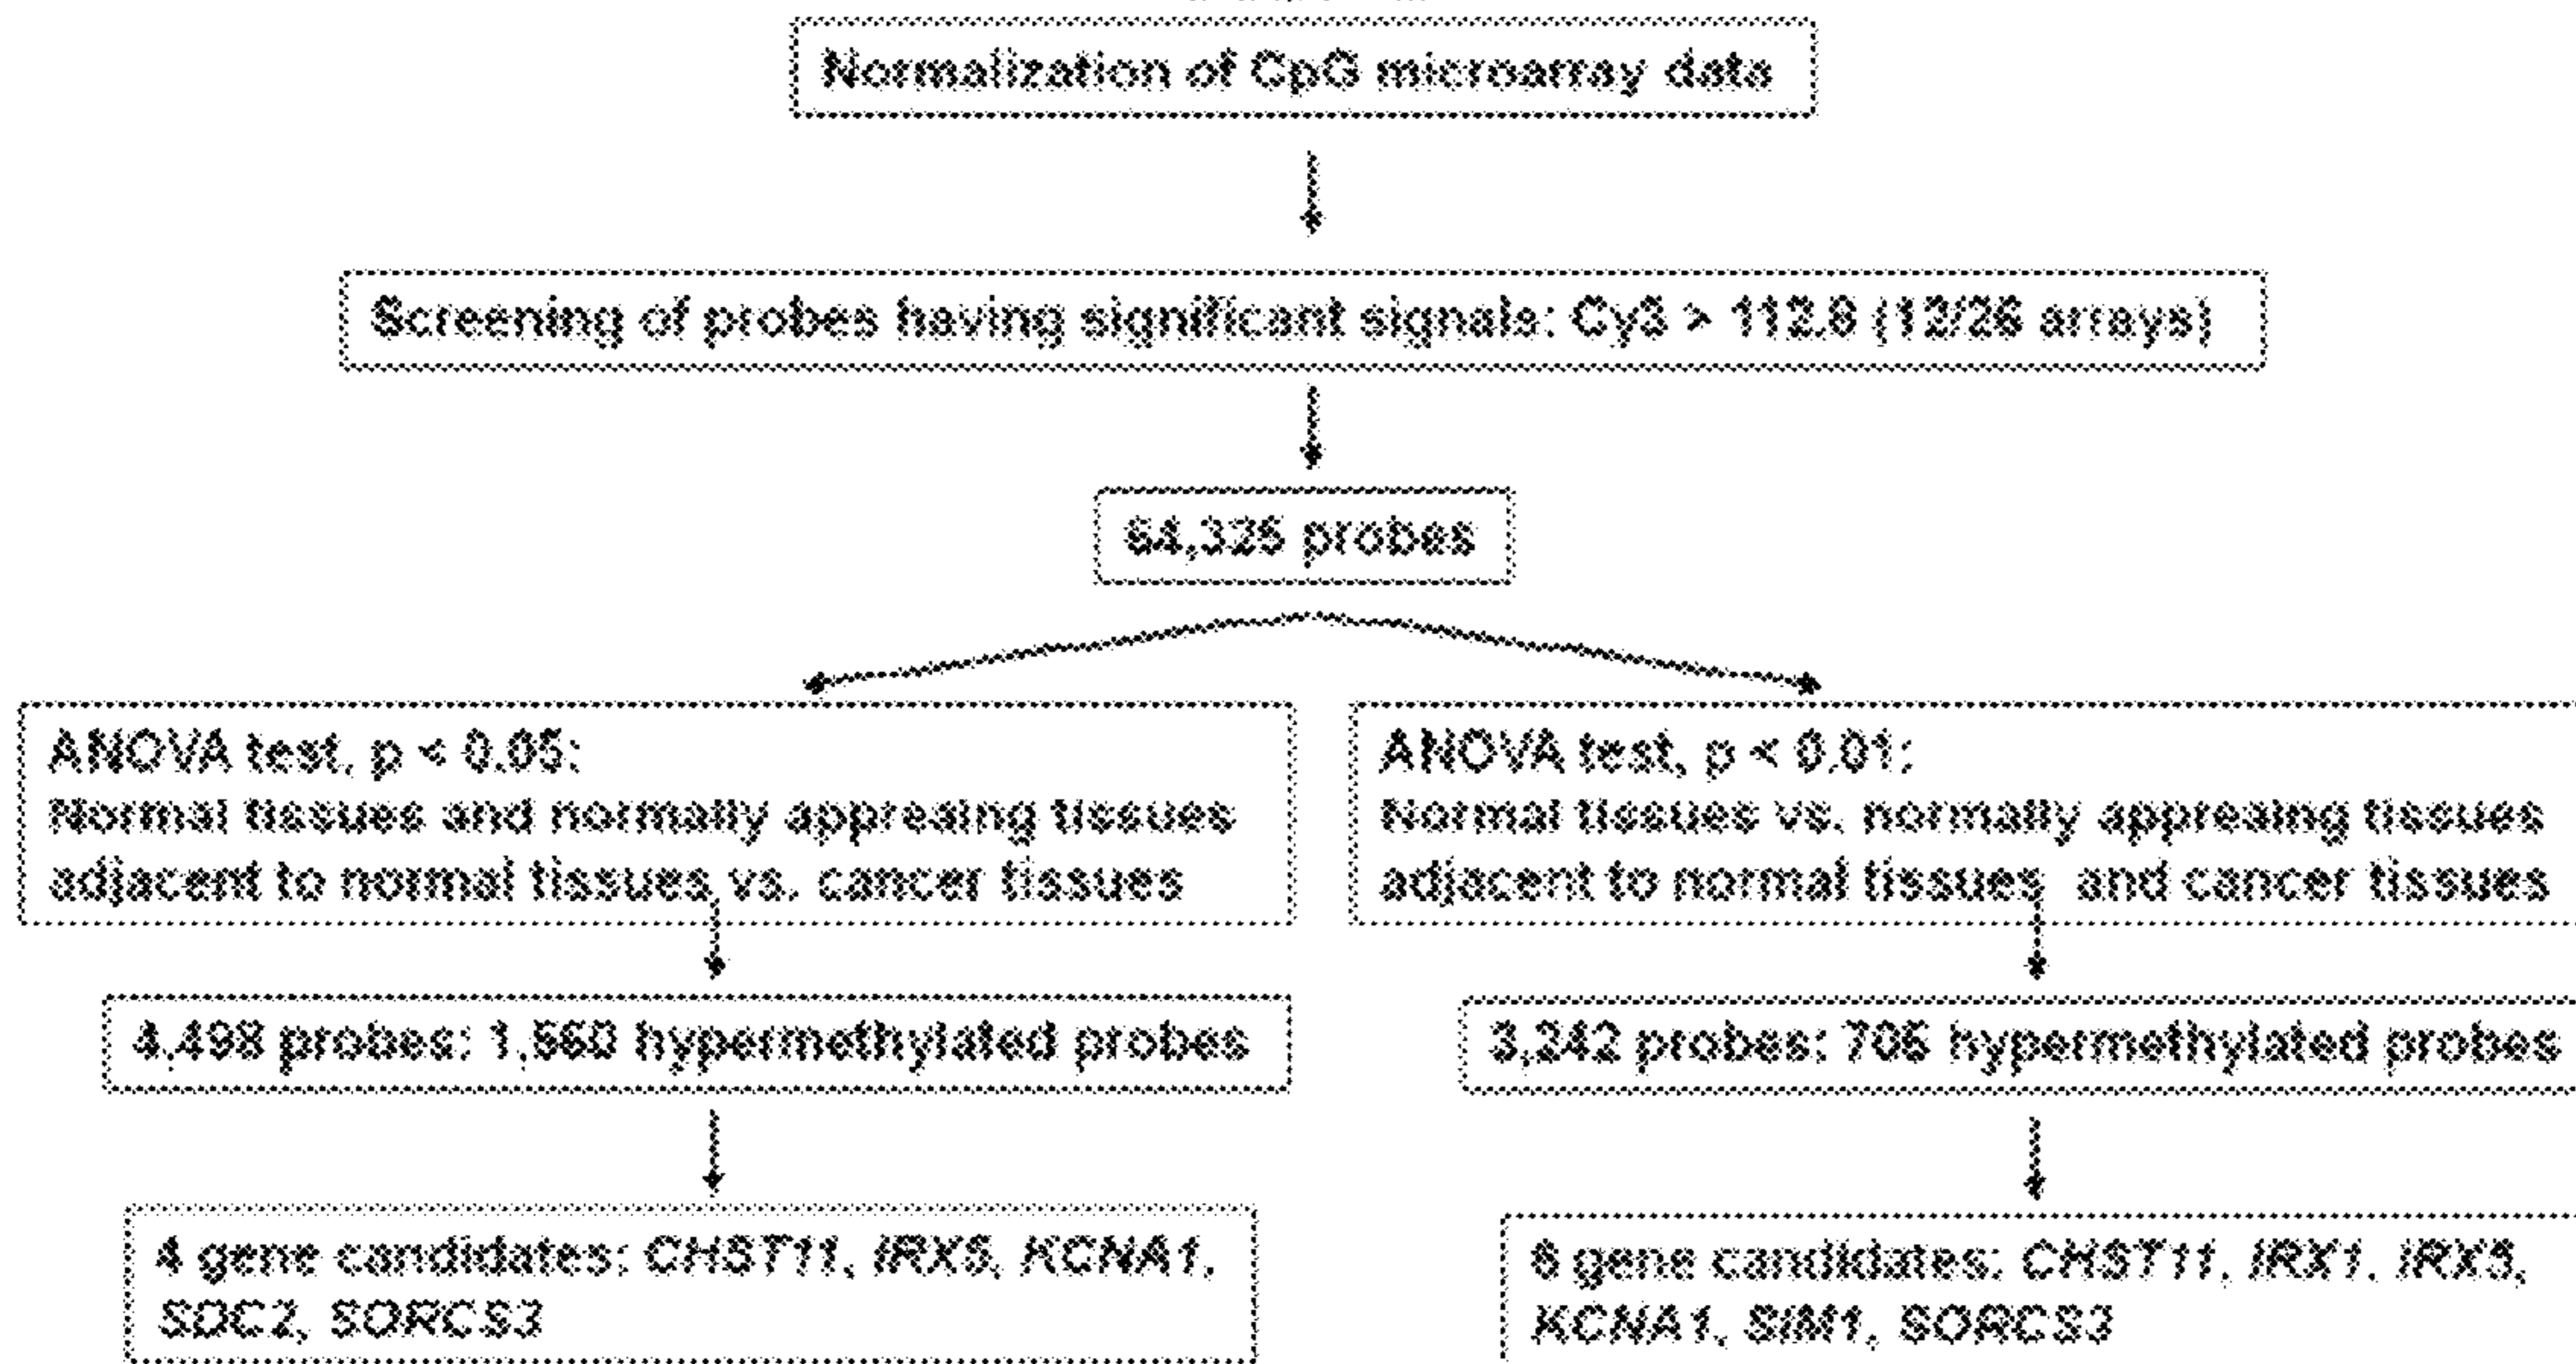 Normalization of CpG microarray data
Screening of probes having significant signals: Cy3 > 112.8 (12/26 arrays)
64,325 probes
ANOVA test, p < 0.05:
Normal tissues and normally appreaing tissues
adjacent to normal tissues vs. cancer tissues
ANOVA test, p < 0.01:
Normal tissues vs. normally appreaing tissues
adjacent to normal tissues and cancer tissues
4,498 probes: 1,560 hypermethylated probes
3,242 probes: 705 hypermethylated probes
4 gene candidates: CHST11, IRX5, KCNA1,
SDC2, SORCS3
6 gene candidates: CHST11, IRX1, IRX5,
KCNA1, SIM1, SORCS3